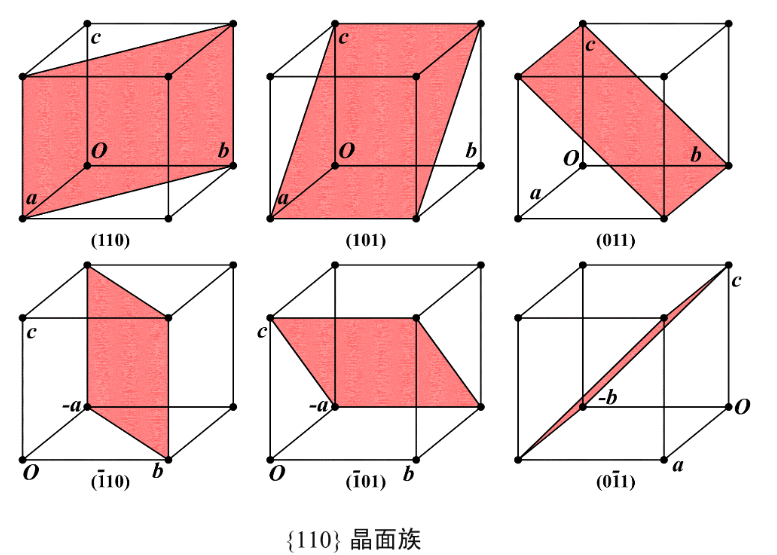 c
O b
a
(110)
c
O b
a
(101)
c
O b
a
(011)
c
-a
O b
(1̄10)
c
-a
O b
(1̄01)
c
-b O
a
(01̄1)
{110} 晶面族